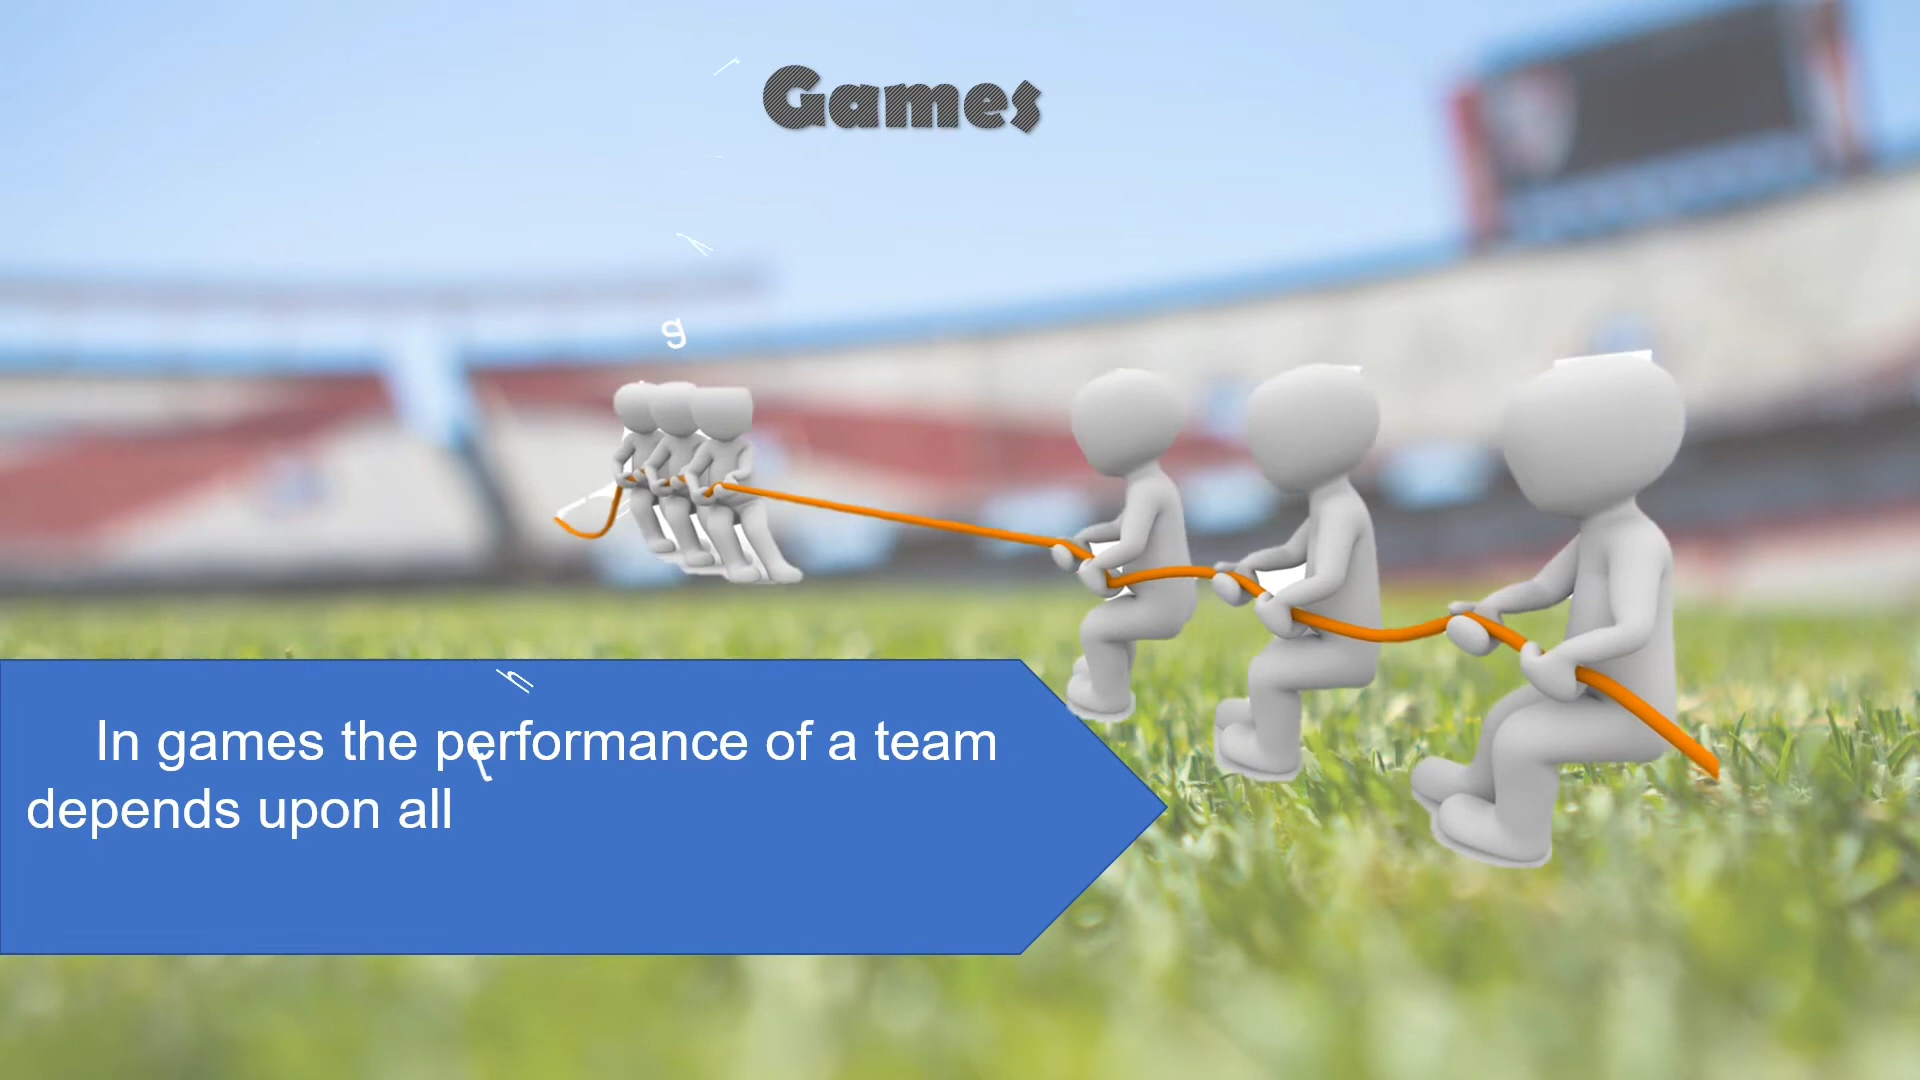 Games
In games the performance of a team
depends upon all